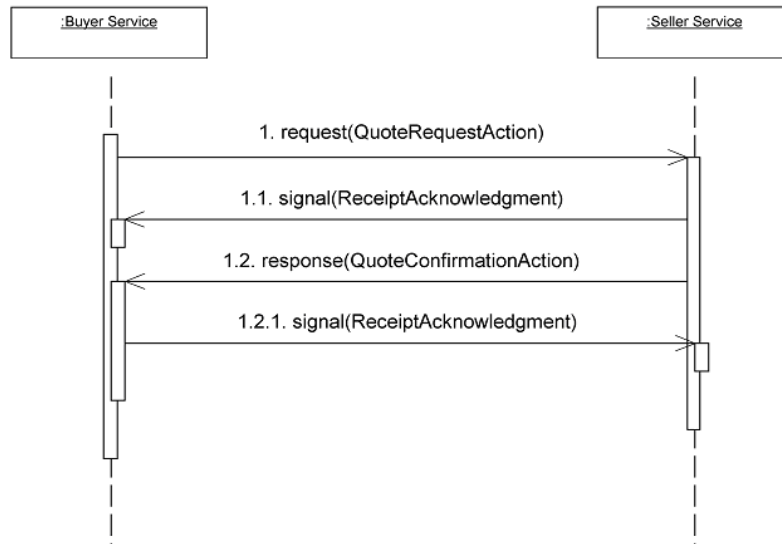 :Buyer Service
:Seller Service
1. request(QuoteRequestAction)
1.1. signal(ReceiptAcknowledgment)
1.2. response(QuoteConfirmationAction)
1.2.1. signal(ReceiptAcknowledgment)